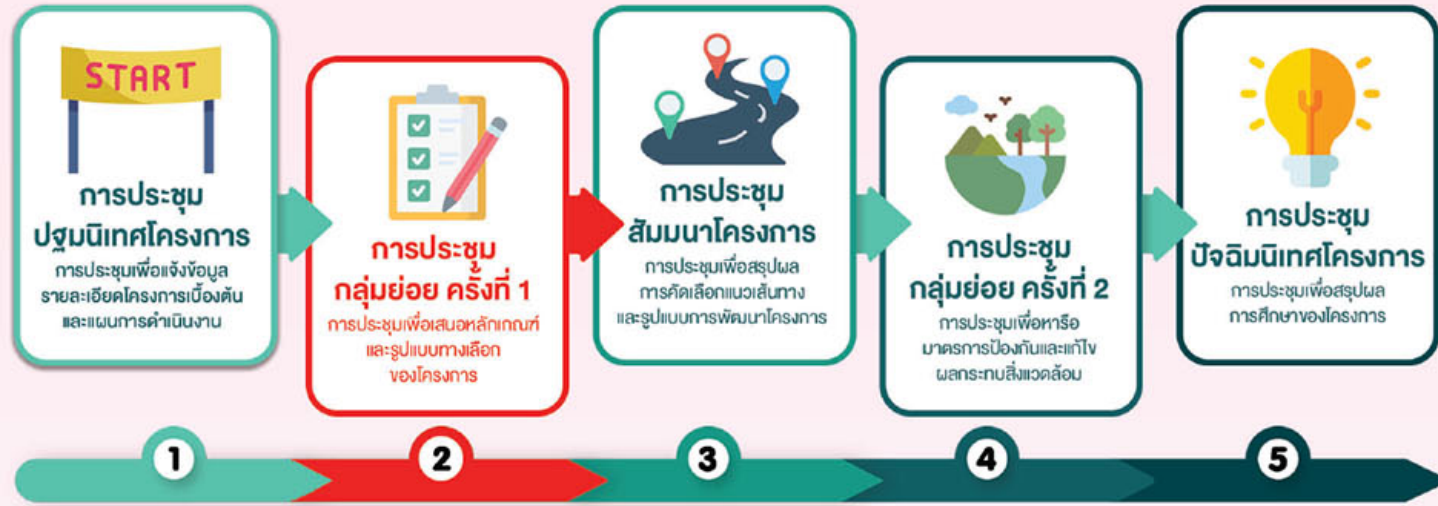 START
การประชุม
ปฐมนิเทศโครงการ
การประชุมเพื่อแจ้งข้อมูล
รายละเอียดโครงการเบื้องต้น
และแผนการดำเนินงาน
การประชุม
กลุ่มย่อย ครั้งที่ 1
การประชุมเพื่อเสนอหลักเกณฑ์
และรูปแบบทางเลือก
ของโครงการ
การประชุม
สัมมนาโครงการ
การประชุมเพื่อสรุปผล
การคัดเลือกแนวเส้นทาง
และรูปแบบการพัฒนาโครงการ
การประชุม
กลุ่มย่อย ครั้งที่ 2
การประชุมเพื่อหารือ
มาตรการป้องกันและแก้ไข
ผลกระทบสิ่งแวดล้อม
การประชุม
ปัจฉิมนิเทศโครงการ
การประชุมเพื่อสรุปผล
การศึกษาของโครงการ
1
2
3
4
5